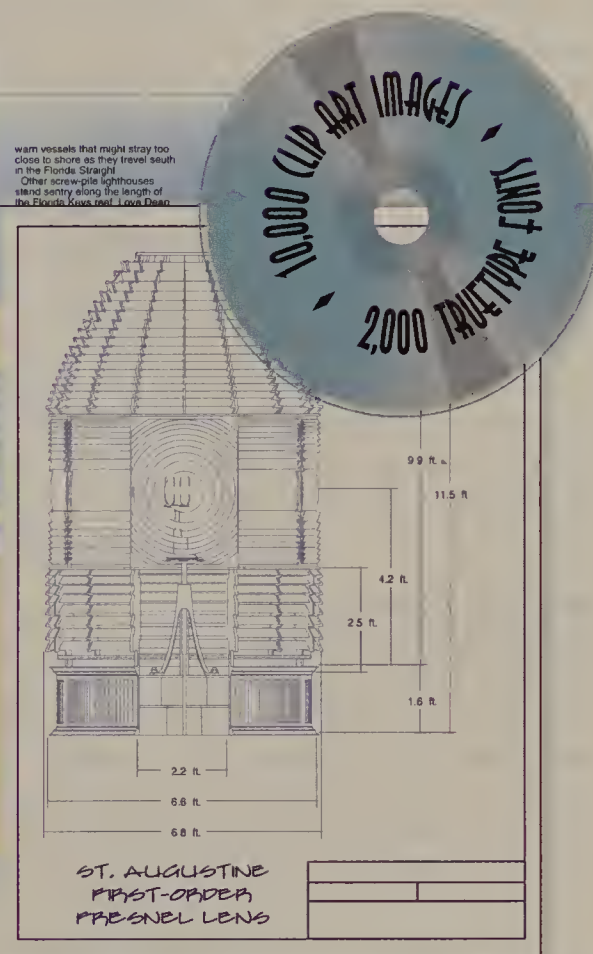 warn vessels that might stray too
close to shore as they travel south
in the Florida Straight
Other screw-pile lighthouses
stand sentry along the length of
the Florida Keys reef. Love Dean
10,000 CLIP ART IMAGES ♦
2,000 TRUETYPE FONTS ♦
9.9 ft.
11.5 ft.
4.2 ft.
2.5 ft.
1.6 ft.
2.2 ft.
6.6 ft.
6.8 ft.
ST. AUGUSTINE
FIRST-ORDER
FRESNEL LENS